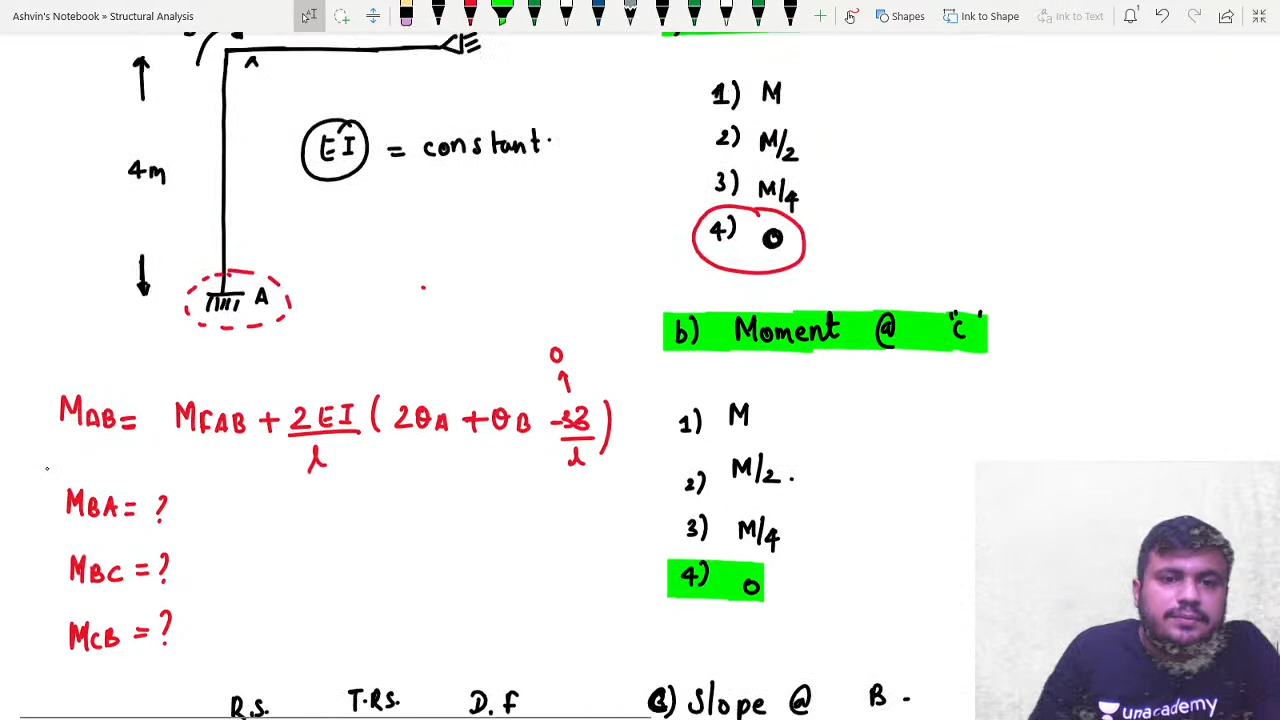 Ashvin's Notebook » Structural Analysis
Shapes
Ink to Shape
Ink to Text
4m
EI = constant.
A
1) M
2) M/2
3) M/4
4) 0
b) Moment @ "C"
0
MAB = MFAB + 2EI/l (2θA + θB - 3δ/l)
MBA = ?
MBC = ?
MCB = ?
1) M
2) M/2.
3) M/4
4) 0
R.S. T.R.S. D.f
C) Slope @ B.
unacademy